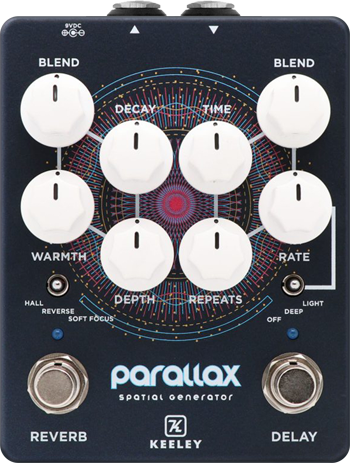 9VDC
BLEND
BLEND
DECAY
TIME
WARMTH
RATE
DEPTH
REPEATS
HALL
REVERSE
SOFT FOCUS
LIGHT
DEEP
OFF
parallax
SPATIAL GENERATOR
REVERB
DELAY
KEELEY